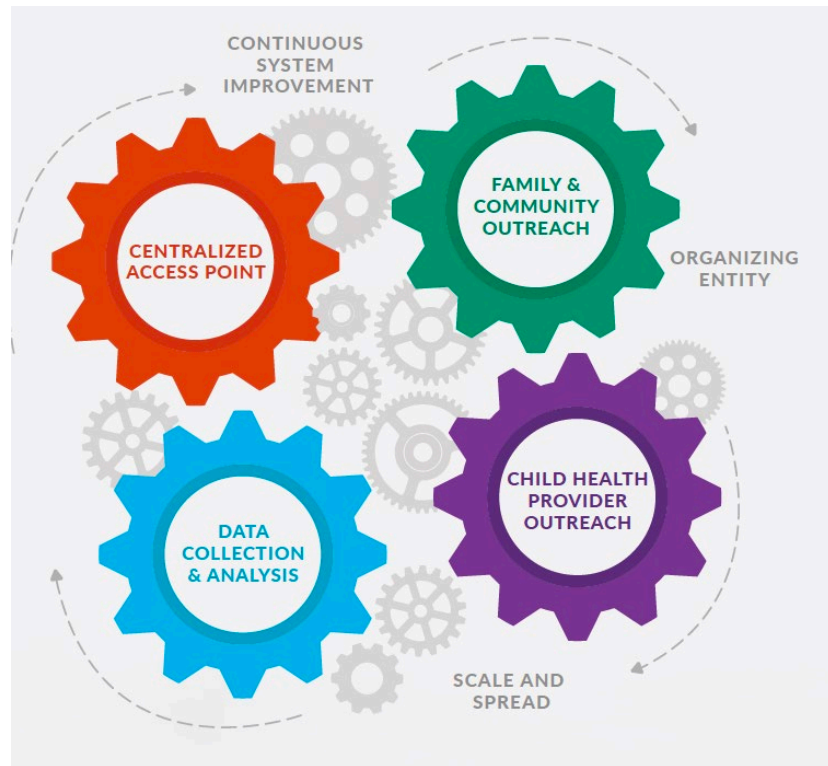 CONTINUOUS
SYSTEM
IMPROVEMENT
FAMILY &
COMMUNITY
OUTREACH
CENTRALIZED
ACCESS POINT
ORGANIZING
ENTITY
CHILD HEALTH
PROVIDER
OUTREACH
DATA
COLLECTION
& ANALYSIS
SCALE AND
SPREAD